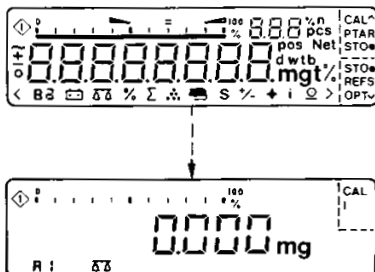 0 = 100 % 8.8.8 % n pcs CAL^
PTAR
pos Net STO
8.8.8.8.8.8.8.8. dwtb mgt% STO
REFS
< % Σ S +/- i > OPT
0 100 % CAL
0.000 mg
A1